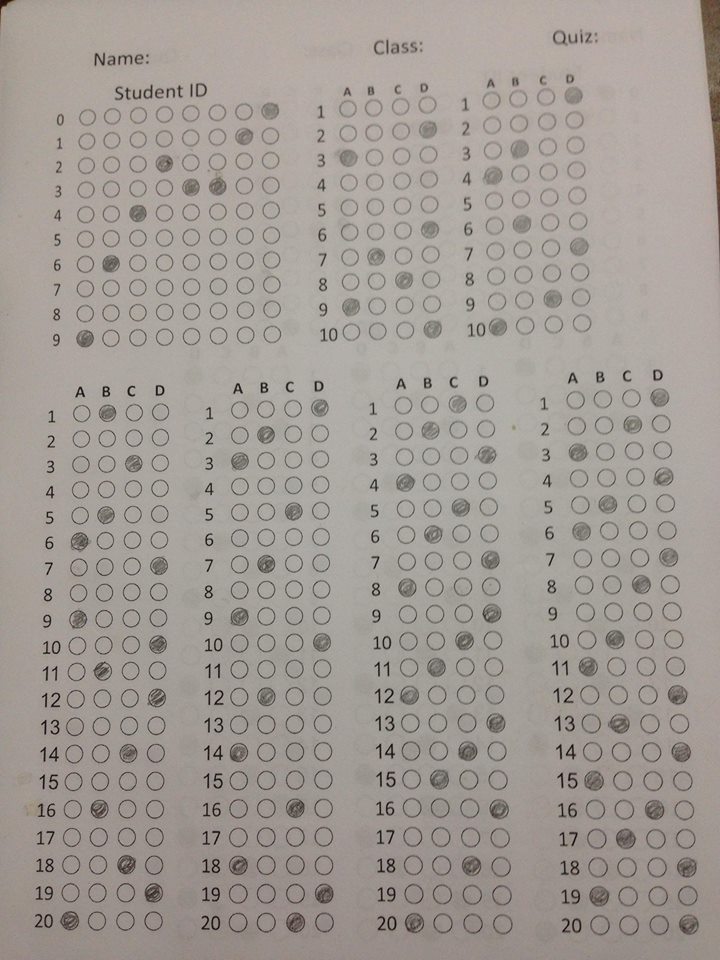 Name: Class: Quiz:
Student ID
A B C D A B C D
0 1 1
1 2 2
2 3 3
3 4 4
4 5 5
5 6 6
6 7 7
7 8 8
8 9 9
9 10 10
A B C D A B C D A B C D A B C D
1 1 1 1
2 2 2 2
3 3 3 3
4 4 4 4
5 5 5 5
6 6 6 6
7 7 7 7
8 8 8 8
9 9 9 9
10 10 10 10
11 11 11 11
12 12 12 12
13 13 13 13
14 14 14 14
15 15 15 15
16 16 16 16
17 17 17 17
18 18 18 18
19 19 19 19
20 20 20 20